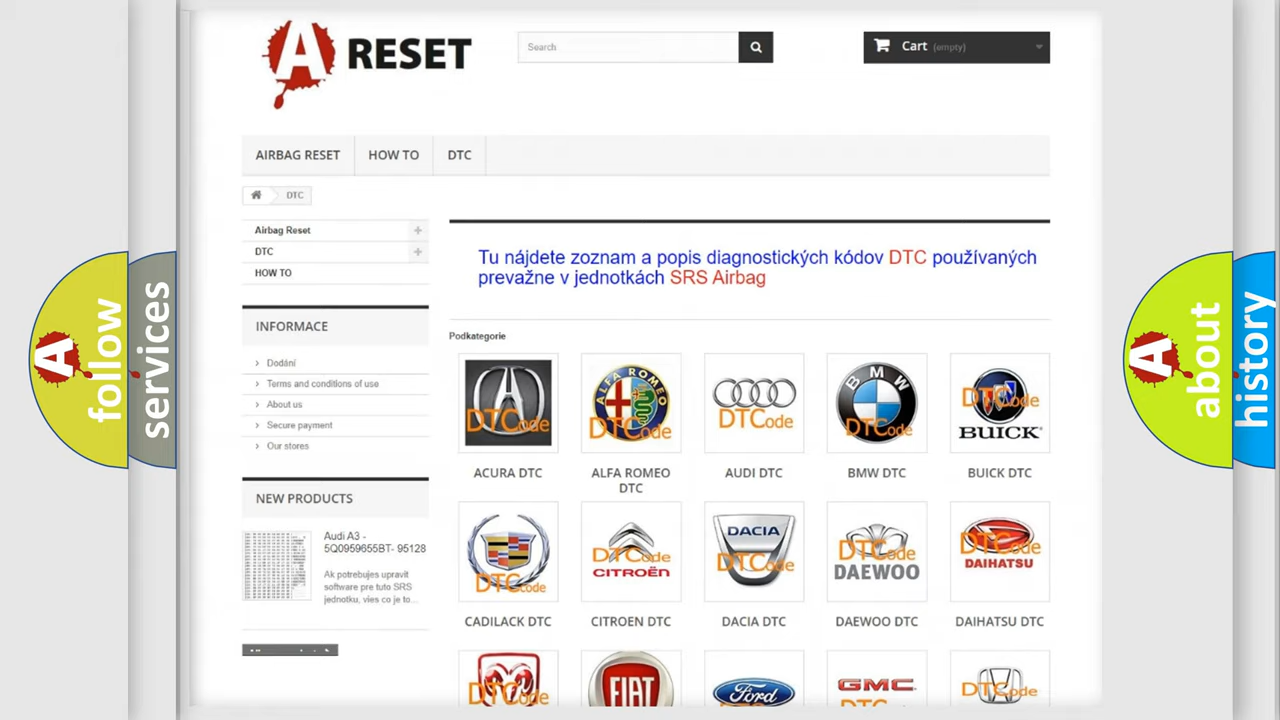 A RESET
Search
Cart (empty)
AIRBAG RESET
HOW TO
DTC
DTC
Airbag Reset
DTC
HOW TO
Tu nájdete zoznam a popis diagnostických kódov DTC používaných
prevažne v jednotkách SRS Airbag
INFORMACE
Dodání
Terms and conditions of use
About us
Secure payment
Our stores
Podkategorie
DTCode
ALFA ROMEO
DTCode
DTCode
BMW
DTCode
DTCode
BUICK
ACURA DTC
ALFA ROMEO
DTC
AUDI DTC
BMW DTC
BUICK DTC
NEW PRODUCTS
Audi A3 -
5Q0959655BT- 95128
Ak potrebujes upravit
software pre tuto SRS
jednotku, vies co je to...
DTCode
DTCode
CITROËN
DACIA
DTCode
DTCode
DAEWOO
DTCode
DAIHATSU
CADILACK DTC
CITROEN DTC
DACIA DTC
DAEWOO DTC
DAIHATSU DTC
DTCode
FIAT
Ford
GMC
DTCode
A follow
services
A about
history